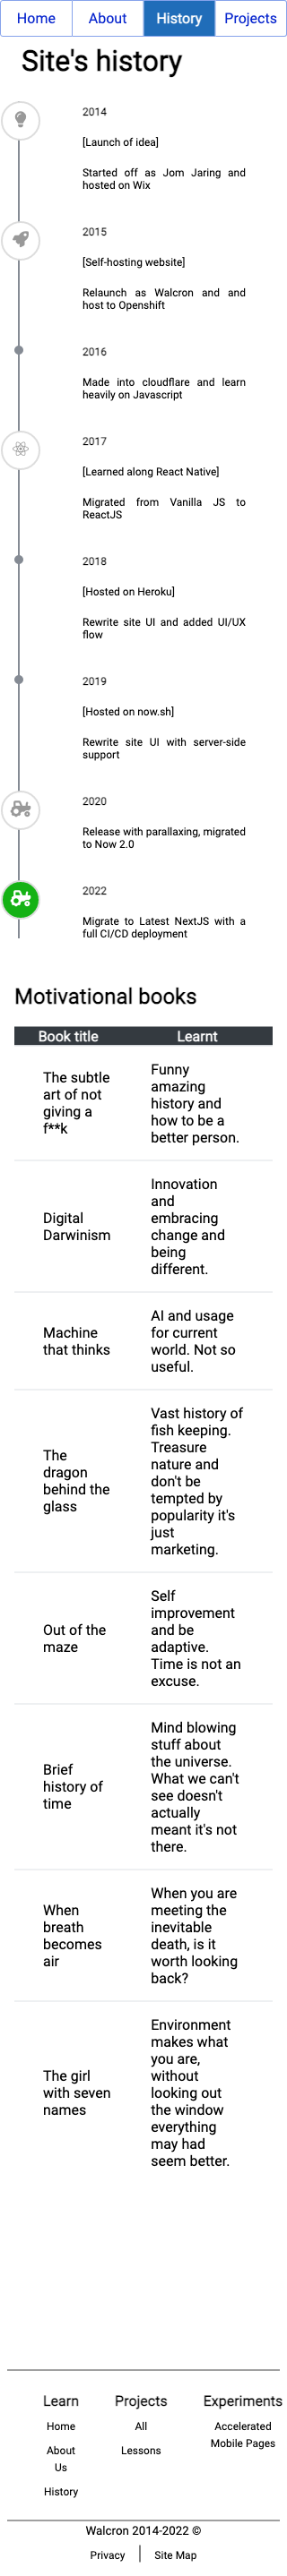 Home About History Projects
Site's history
2014
[Launch of idea]
Started off as Jom Jaring and
hosted on Wix
2015
[Self-hosting website]
Relaunch as Walcron and and
host to Openshift
2016
Made into cloudflare and learn
heavily on Javascript
2017
[Learned along React Native]
Migrated from Vanilla JS to
ReactJS
2018
[Hosted on Heroku]
Rewrite site UI and added UI/UX
flow
2019
[Hosted on now.sh]
Rewrite site UI with server-side
support
2020
Release with parallaxing, migrated
to Now 2.0
2022
Migrate to Latest NextJS with a
full CI/CD deployment
Motivational books
Book title Learnt
The subtle
art of not
giving a
f**k
Funny
amazing
history and
how to be a
better person.
Digital
Darwinism
Innovation
and
embracing
change and
being
different.
Machine
that thinks
AI and usage
for current
world. Not so
useful.
The
dragon
behind the
glass
Vast history of
fish keeping.
Treasure
nature and
don't be
tempted by
popularity it's
just
marketing.
Out of the
maze
Self
improvement
and be
adaptive.
Time is not an
excuse.
Brief
history of
time
Mind blowing
stuff about
the universe.
What we can't
see doesn't
actually
meant it's not
there.
When
breath
becomes
air
When you are
meeting the
inevitable
death, is it
worth looking
back?
The girl
with seven
names
Environment
makes what
you are,
without
looking out
the window
everything
may had
seem better.
Learn
Home
About
Us
History
Projects
All
Lessons
Experiments
Accelerated
Mobile Pages
Walcron 2014-2022 ©
Privacy Site Map